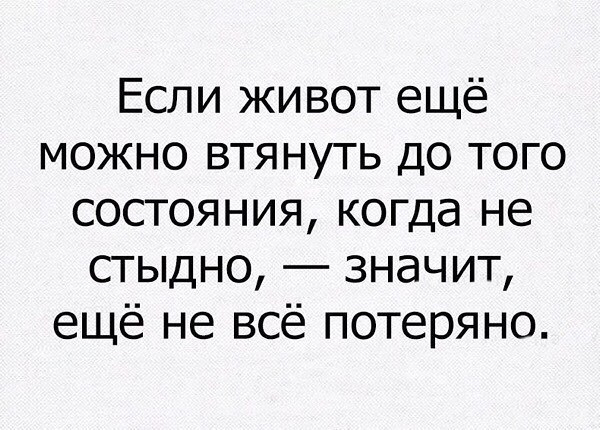 Если живот ещё
можно втянуть до того
состояния, когда не
стыдно, — значит,
ещё не всё потеряно.